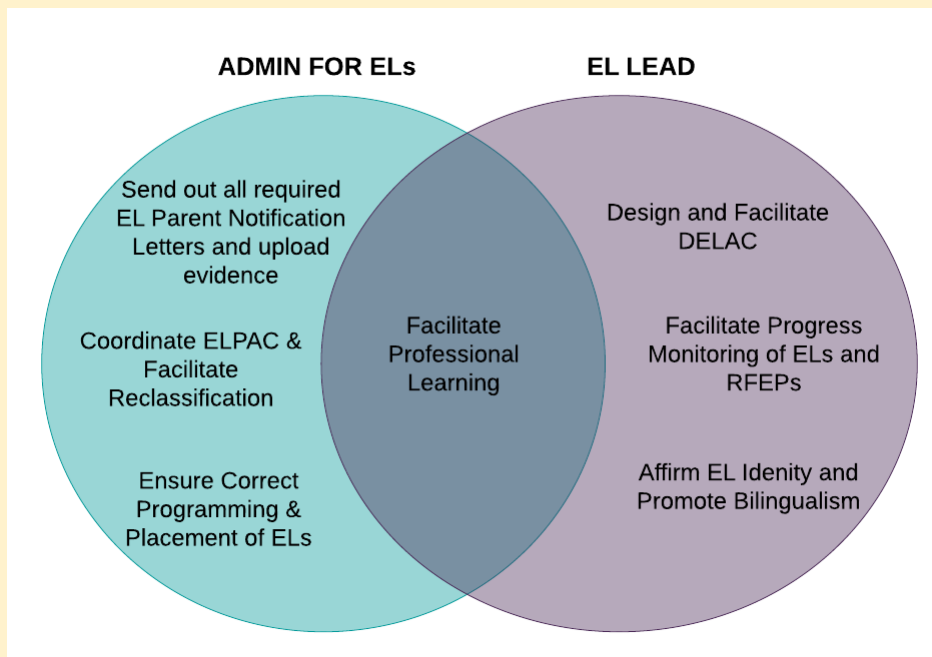 ADMIN FOR ELs
EL LEAD
Send out all required
EL Parent Notification
Letters and upload
evidence
Coordinate ELPAC &
Facilitate
Reclassification
Ensure Correct
Programming &
Placement of ELs
Facilitate
Professional
Learning
Design and Facilitate
DELAC
Facilitate Progress
Monitoring of ELs and
RFEPs
Affirm EL Idenity and
Promote Bilingualism